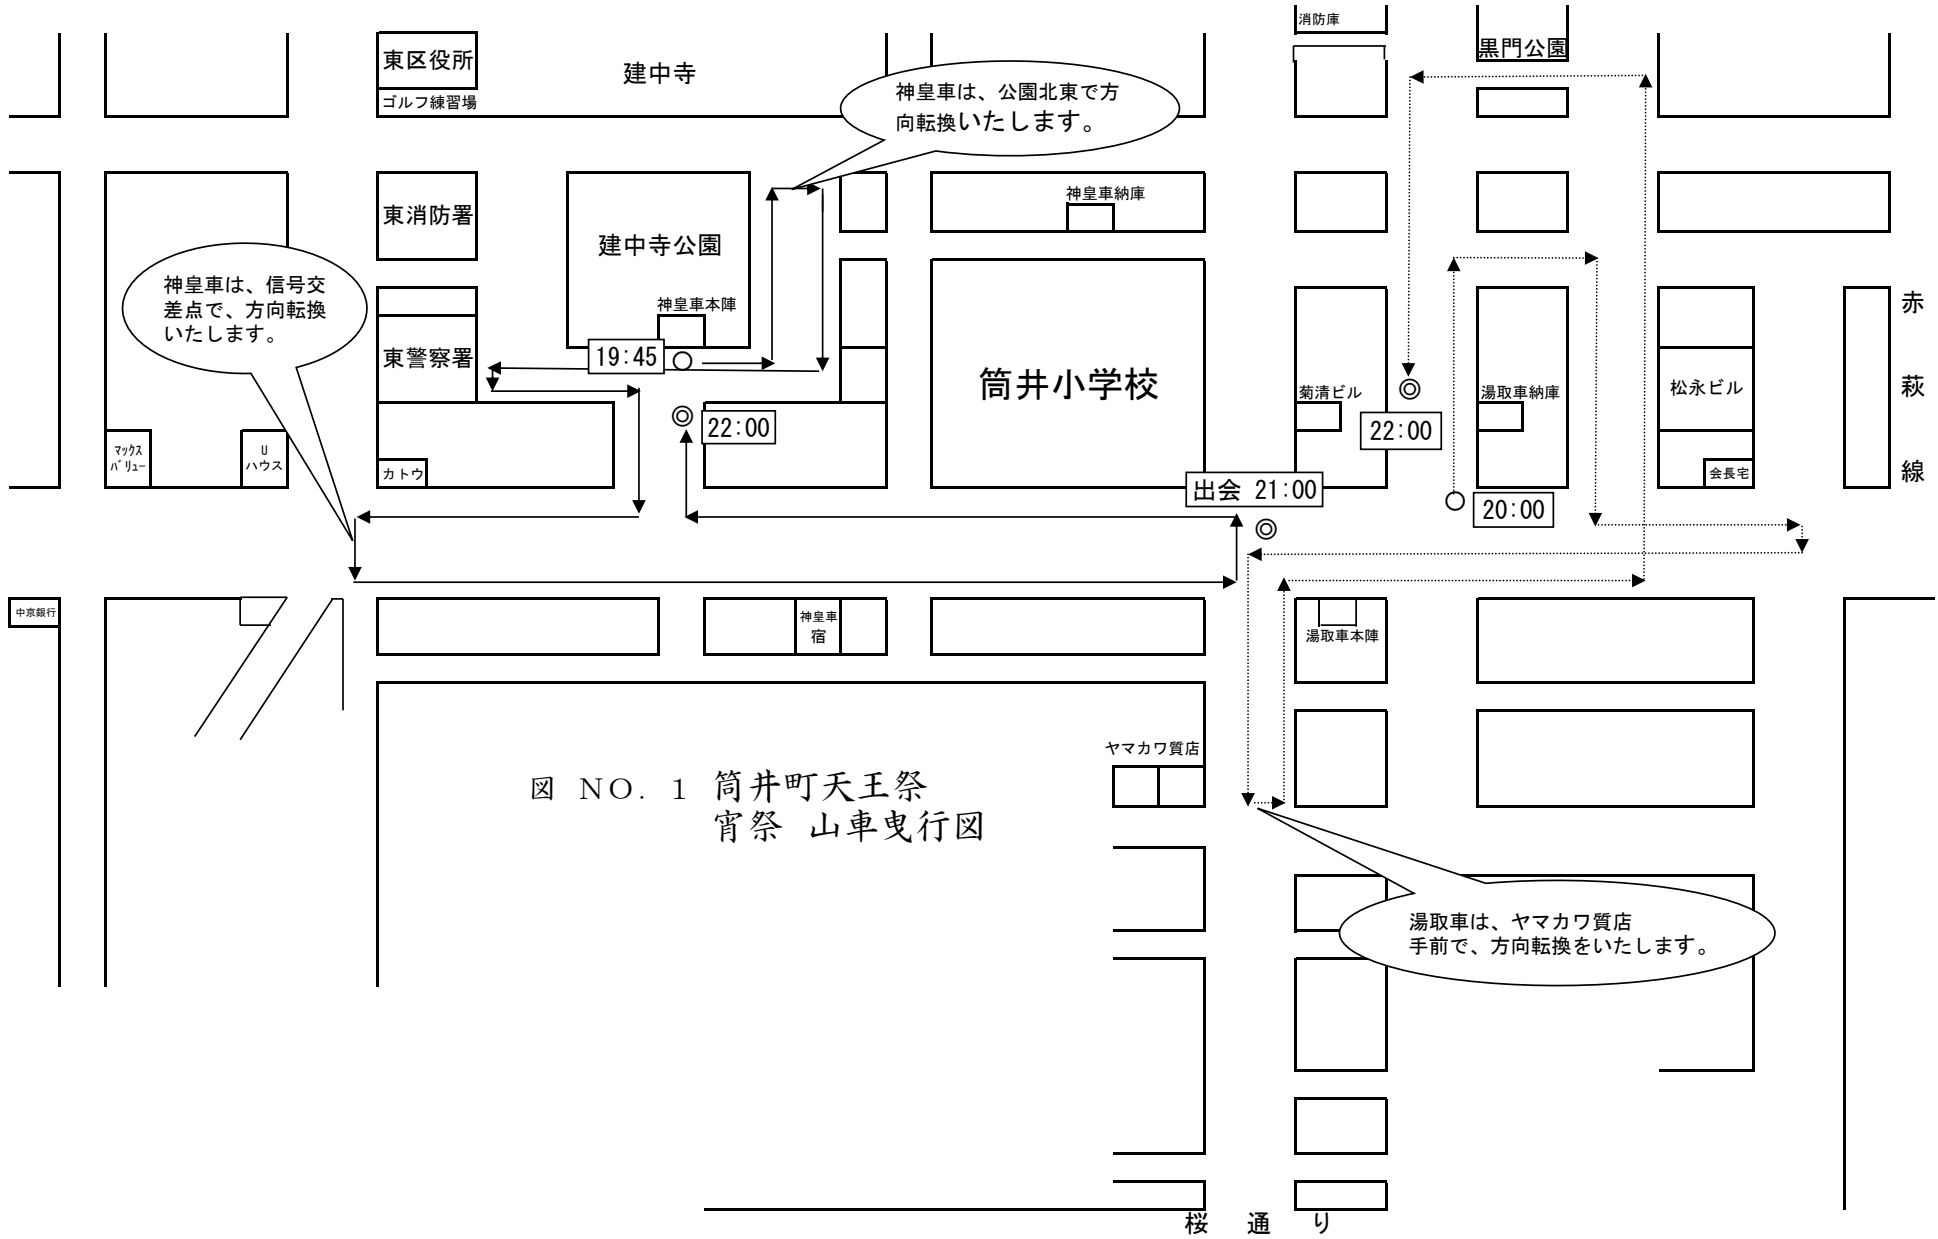 消防庫
東区役所
建中寺
黒門公園
ゴルフ練習場
神皇車は、公園北東で方
向転換いたします。
東消防署
神皇車納庫
建中寺公園
神皇車は、信号交
差点で、方向転換
いたします。
神皇車本陣
赤
萩
線
東警察署
19:45
筒井小学校
菊清ビル
湯取車納庫
松永ビル
22:00
22:00
マックス
バリュー
U
ハウス
カトウ
会長宅
出会 21:00
20:00
中京銀行
神皇車
宿
湯取車本陣
ヤマカワ質店
図 NO. 1 筒井町天王祭
宵祭 山車曳行図
湯取車は、ヤマカワ質店
手前で、方向転換をいたします。
桜 通 り